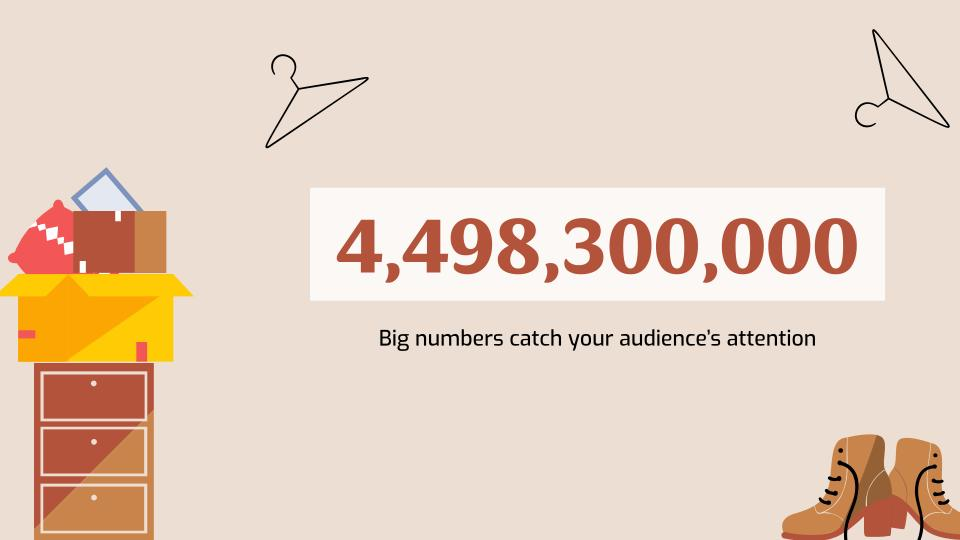 4,498,300,000
Big numbers catch your audience’s attention